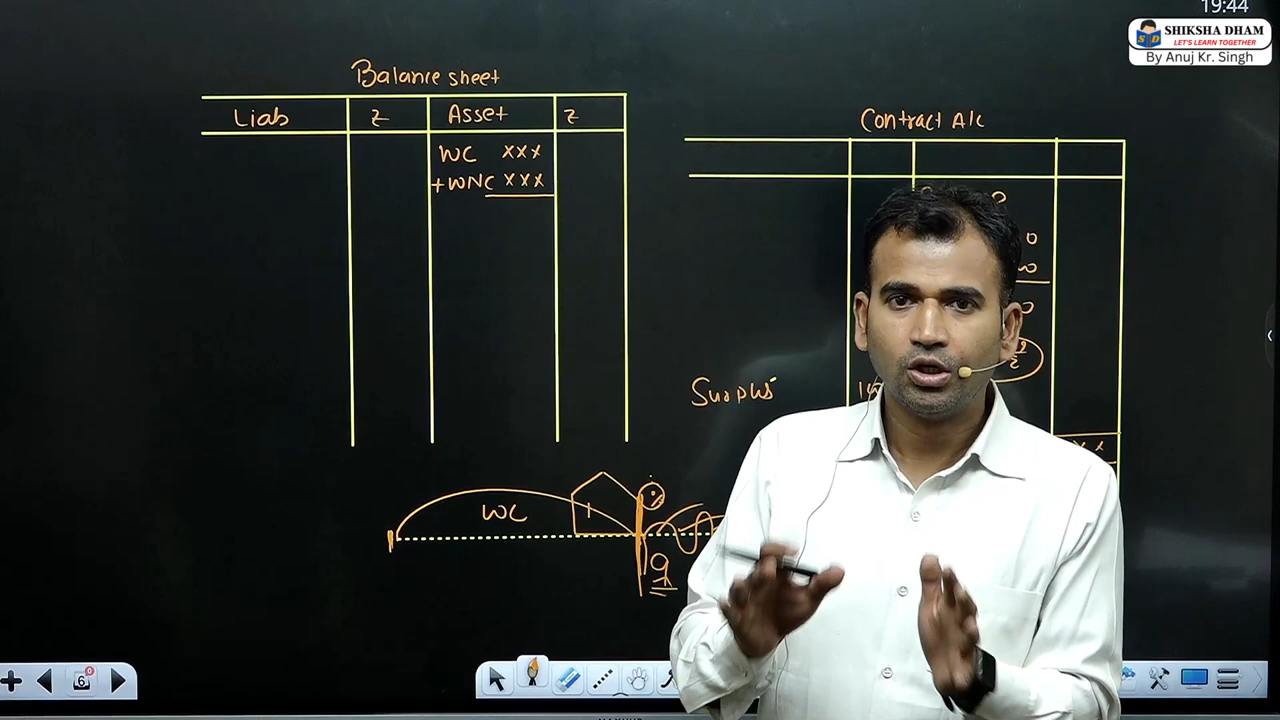 19:44
SHIKSHA DHAM
LET'S LEARN TOGETHER
By Anuj Kr. Singh
SD
Balance sheet
Liab Z Asset Z
WC XXX
+WNC XXX
Contract A/c
Surplus
WC
6